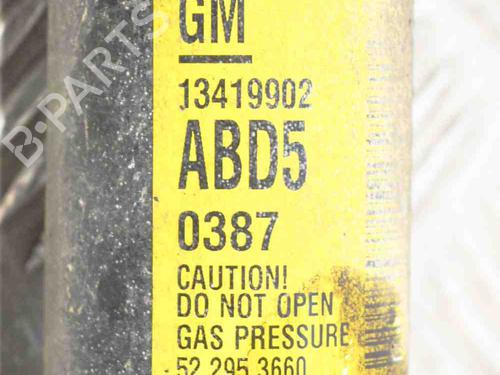 GM
13419902
ABD5
0387
CAUTION!
DO NOT OPEN
GAS PRESSURE
52 295 3660
B-PARTS